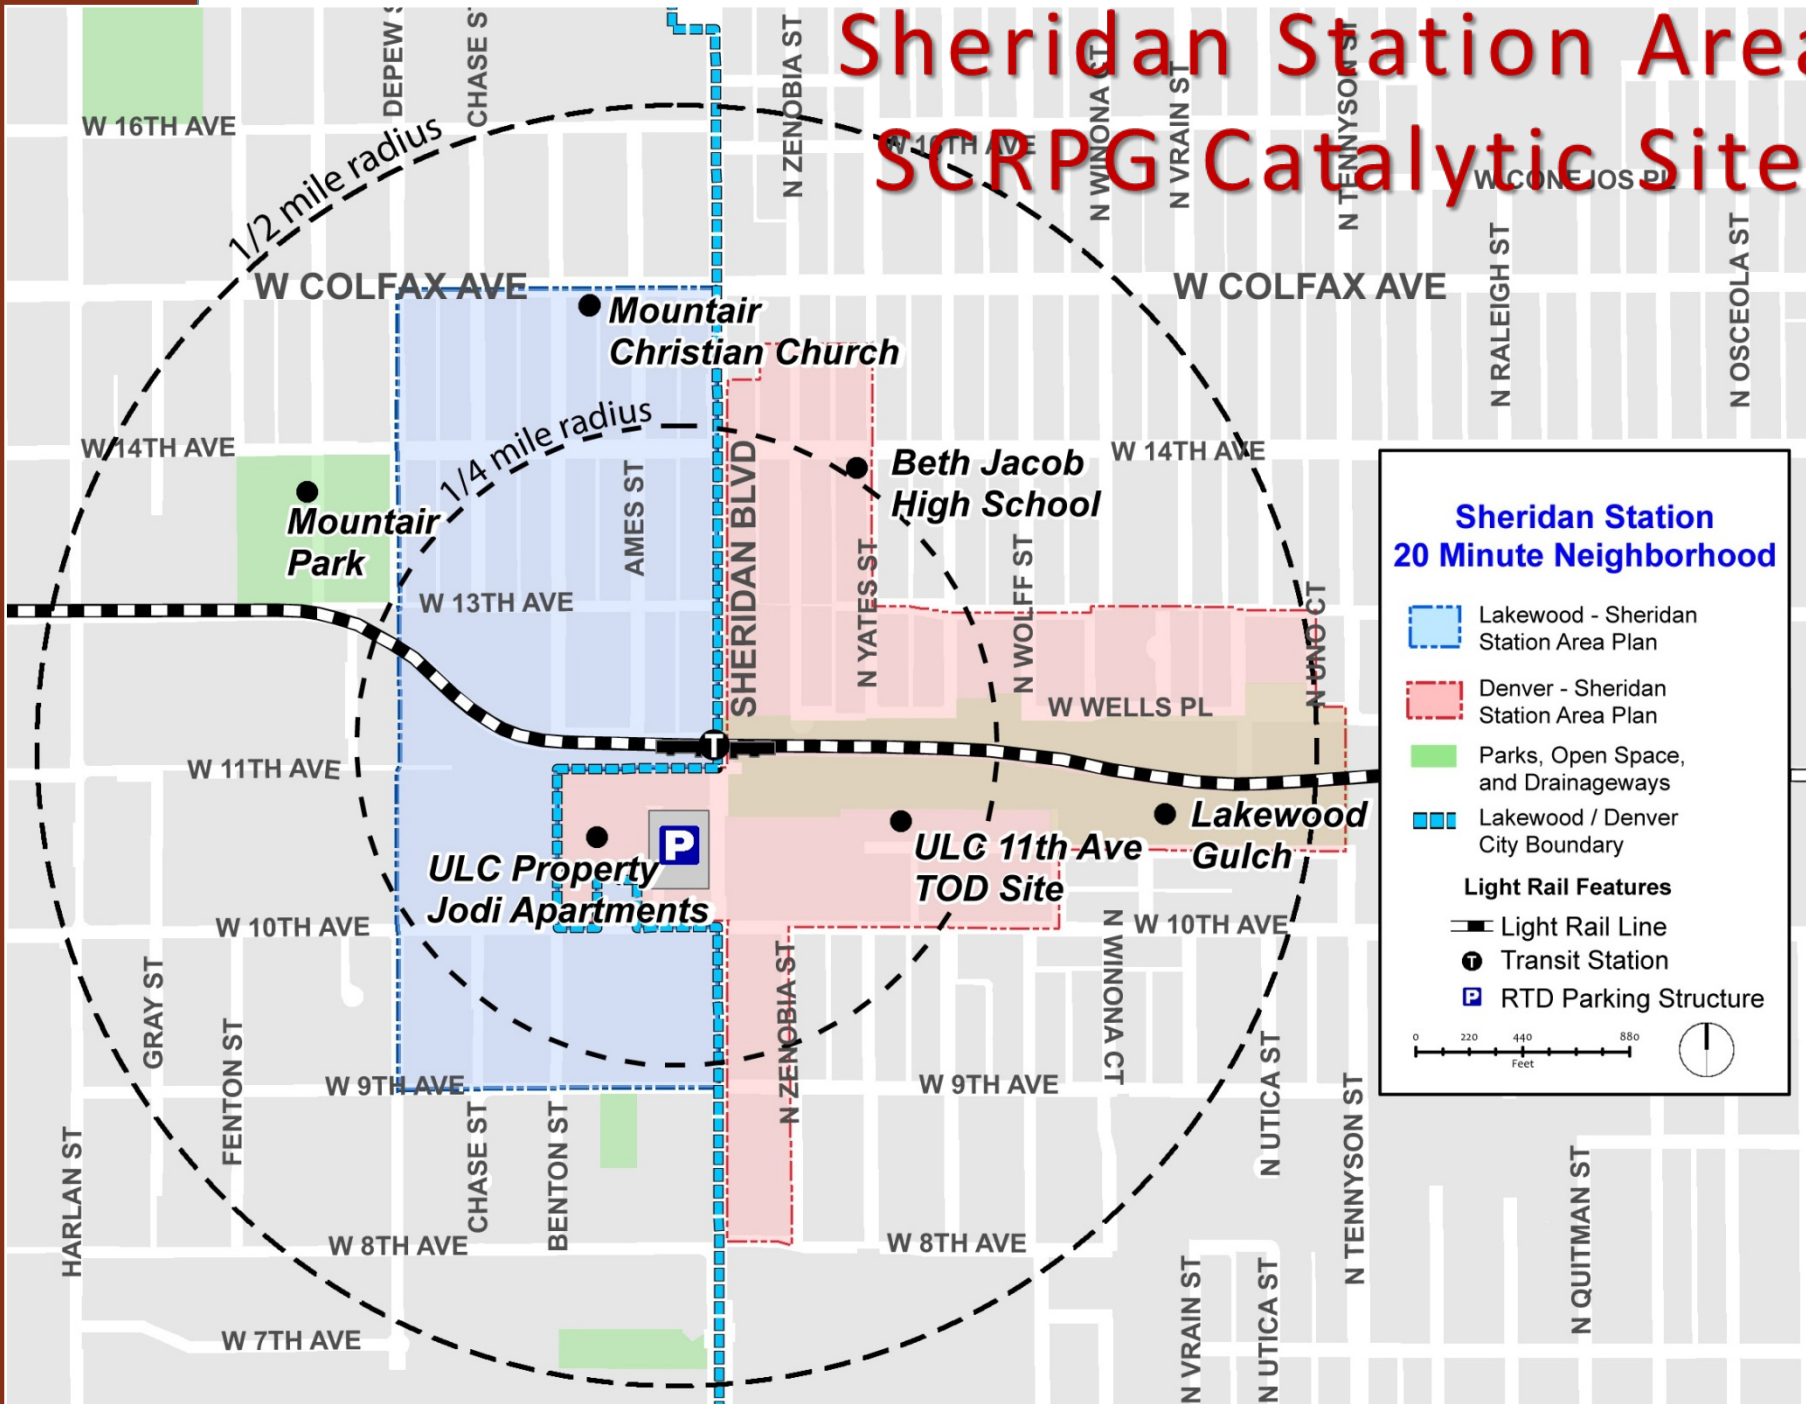 Sheridan Station Area
SCRPG Catalytic Site
DEPEW S
CHASE ST
N ZENOBIA ST
N WINONA CT
N VRAIN ST
N TENNYSON ST
W 16TH AVE
W 16TH AVE
W CONEJOS PL
1/2 mile radius
N RALEIGH ST
N OSCEOLA ST
W COLFAX AVE
W COLFAX AVE
Mountair
Christian Church
1/4 mile radius
W 14TH AVE
W 14TH AVE
Beth Jacob
High School
Mountair
Park
AMES ST
SHERIDAN BLVD
N YATES ST
N WOLFF ST
N UNO CT
W 13TH AVE
W WELLS PL
T
W 11TH AVE
P
ULC Property
Jodi Apartments
ULC 11th Ave
TOD Site
Lakewood
Gulch
W 10TH AVE
W 10TH AVE
GRAY ST
FENTON ST
HARLAN ST
CHASE ST
BENTON ST
N ZENOBIA ST
N WINONA CT
N UTICA ST
N TENNYSON ST
N QUITMAN ST
W 9TH AVE
W 9TH AVE
W 8TH AVE
W 8TH AVE
W 7TH AVE
N VRAIN ST
N UTICA ST
Sheridan Station
20 Minute Neighborhood
Lakewood - Sheridan
Station Area Plan
Denver - Sheridan
Station Area Plan
Parks, Open Space,
and Drainageways
Lakewood / Denver
City Boundary
Light Rail Features
Light Rail Line
T Transit Station
P RTD Parking Structure
0 220 440 880
Feet